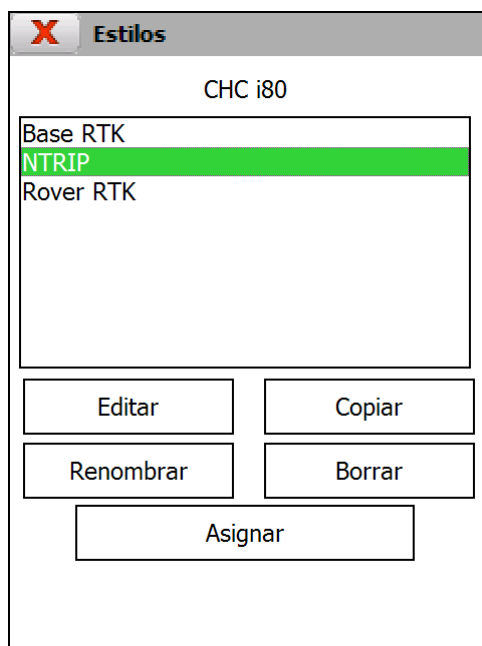 X Estilos
CHC i80
Base RTK
NTRIP
Rover RTK
Editar Copiar
Renombrar Borrar
Asignar